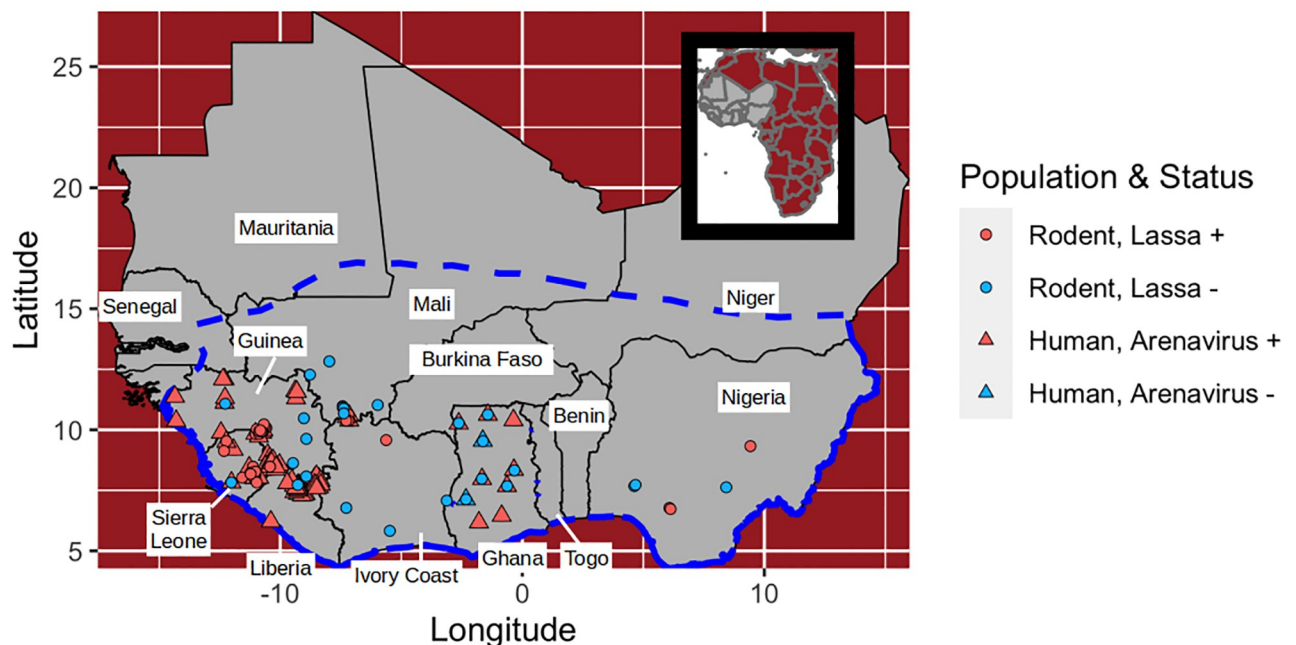 25
20
15
10
5
Latitude
Mauritania
Senegal
Mali
Niger
Guinea
Burkina Faso
Benin
Nigeria
Sierra
Leone
Liberia
Ivory Coast
Ghana
Togo
-10
0
10
Longitude
Population & Status
Rodent, Lassa +
Rodent, Lassa -
Human, Arenavirus +
Human, Arenavirus -